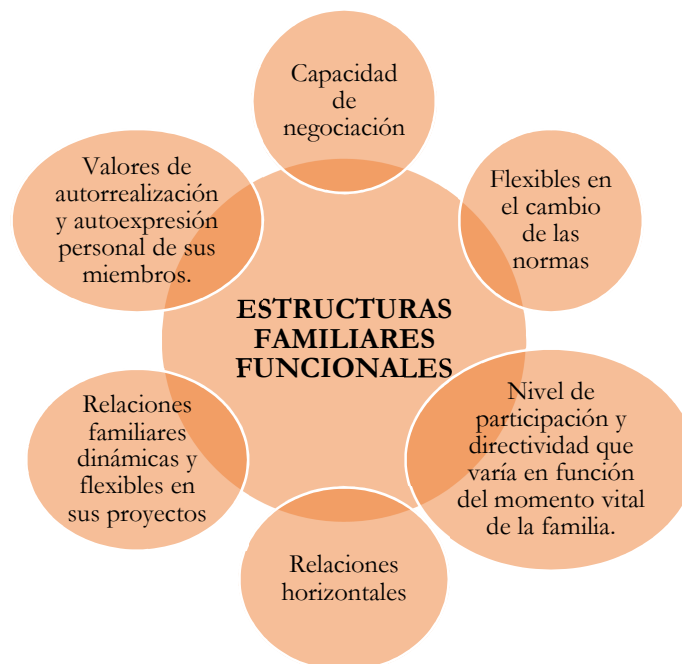 Capacidad
de
negociación
Flexibles en
el cambio
de las
normas
Nivel de
participación y
directividad que
varía en función
del momento vital
de la familia.
Relaciones
horizontales
Relaciones
familiares
dinámicas y
flexibles en
sus proyectos
Valores de
autorrealización
y autoexpresión
personal de sus
miembros.
ESTRUCTURAS
FAMILIARES
FUNCIONALES